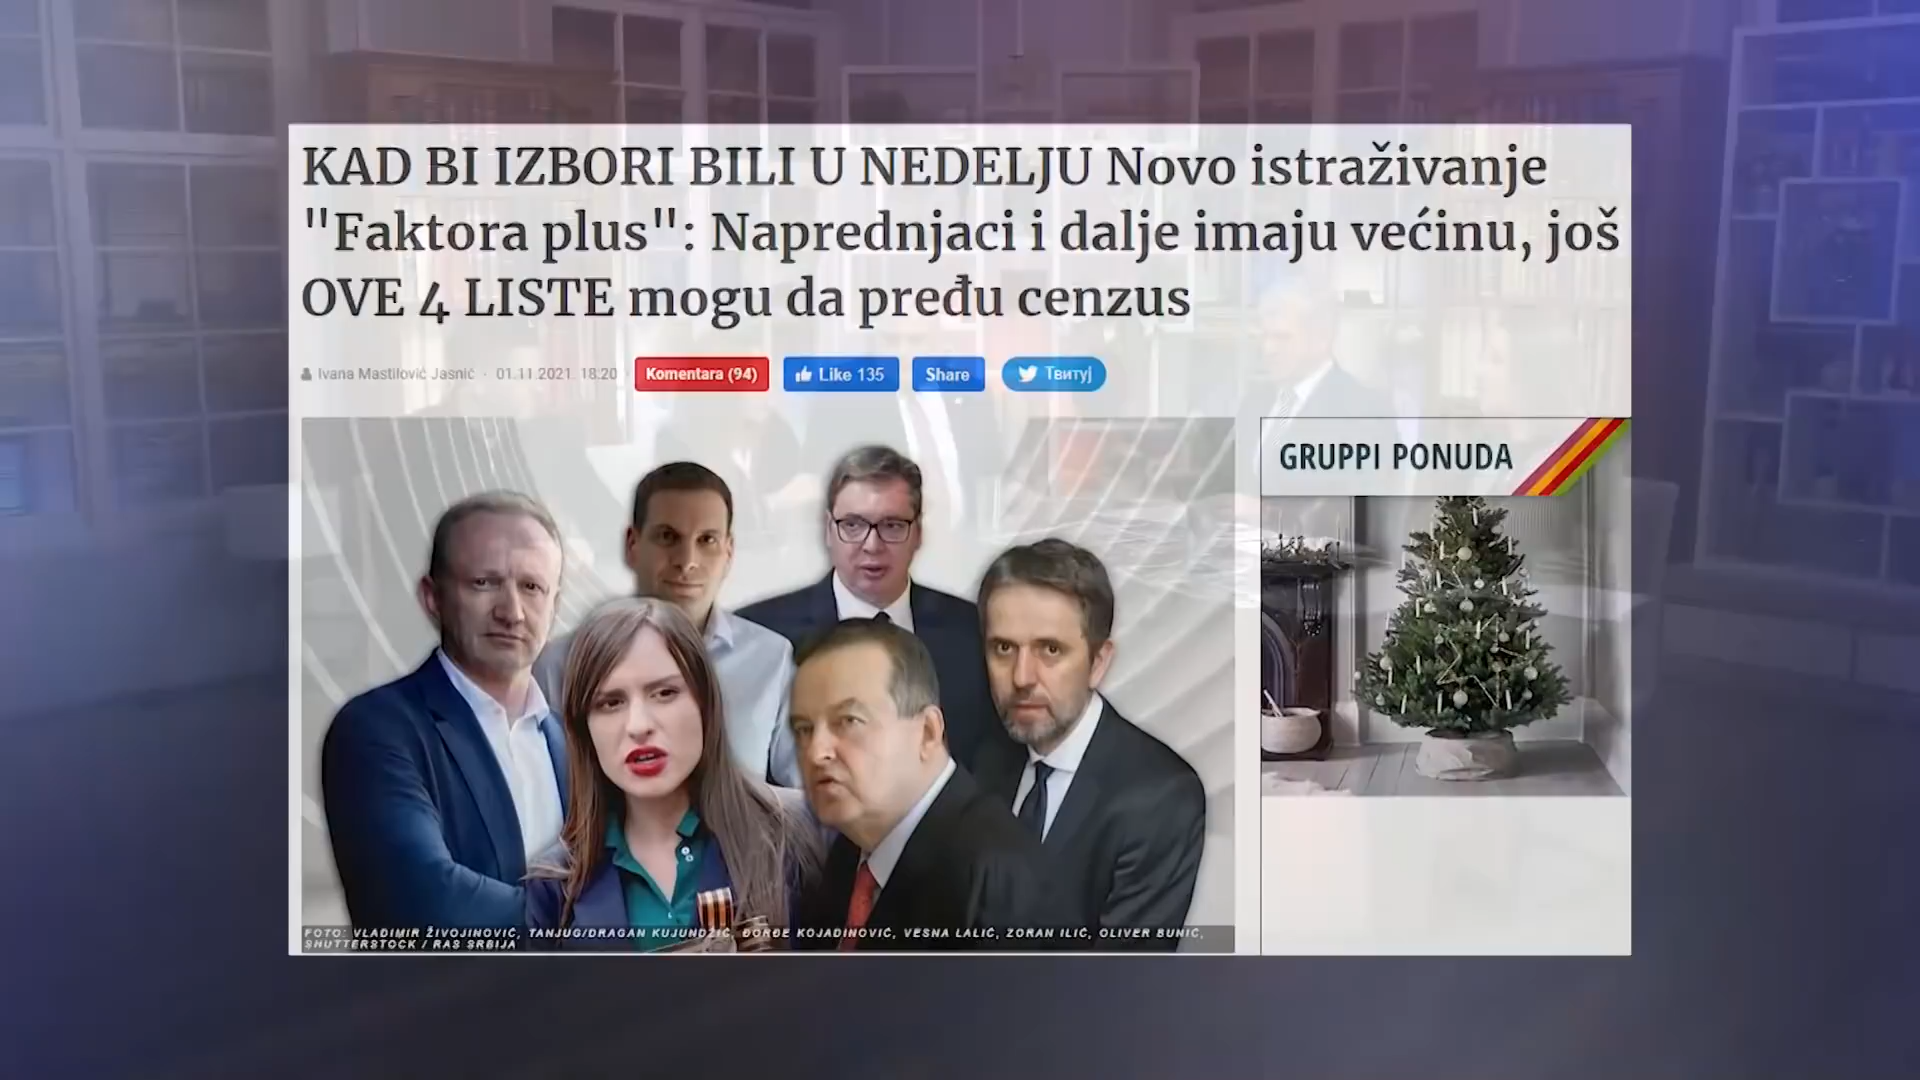 KAD BI IZBORI BILI U NEDELJU Novo istraživanje
"Faktora plus": Naprednjaci i dalje imaju većinu, još
OVE 4 LISTE mogu da pređu cenzus
Ivana Mastilović Jasnić · 01.11.2021. 18:20
Komentara (94)
Like 135
Share
Твитуј
GRUPPI PONUDA
FOTO: VLADIMIR ŽIVOJINOVIĆ, TANJUG/DRAGAN KUJUNDŽIĆ, ĐORĐE KOJADINOVIĆ, VESNA LALIĆ, ZORAN ILIĆ, OLIVER BUNIĆ,
SHUTTERSTOCK / RAS SRBIJA